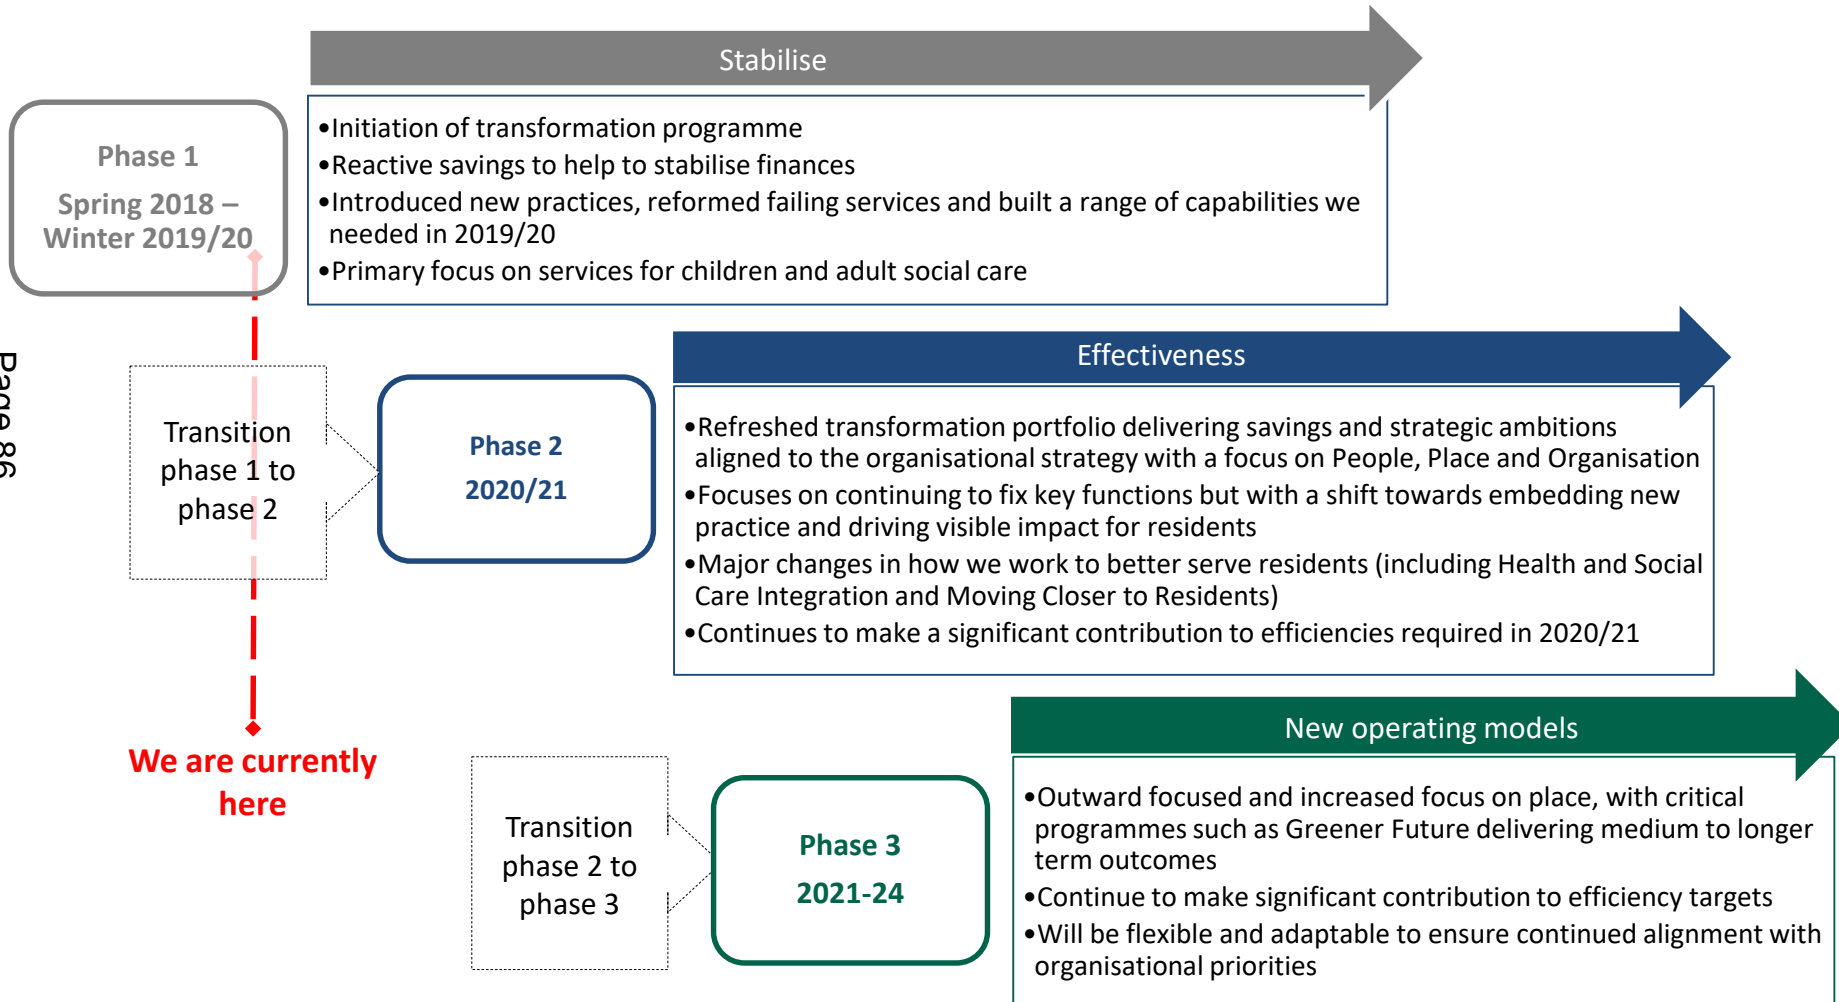 Stabilise
Phase 1
Spring 2018 –
Winter 2019/20
•Initiation of transformation programme
•Reactive savings to help to stabilise finances
•Introduced new practices, reformed failing services and built a range of capabilities we
needed in 2019/20
•Primary focus on services for children and adult social care
Page 86
Transition
phase 1 to
phase 2
Phase 2
2020/21
Effectiveness
•Refreshed transformation portfolio delivering savings and strategic ambitions
aligned to the organisational strategy with a focus on People, Place and Organisation
•Focuses on continuing to fix key functions but with a shift towards embedding new
practice and driving visible impact for residents
•Major changes in how we work to better serve residents (including Health and Social
Care Integration and Moving Closer to Residents)
•Continues to make a significant contribution to efficiencies required in 2020/21
We are currently
here
Transition
phase 2 to
phase 3
Phase 3
2021-24
New operating models
•Outward focused and increased focus on place, with critical
programmes such as Greener Future delivering medium to longer
term outcomes
•Continue to make significant contribution to efficiency targets
•Will be flexible and adaptable to ensure continued alignment with
organisational priorities